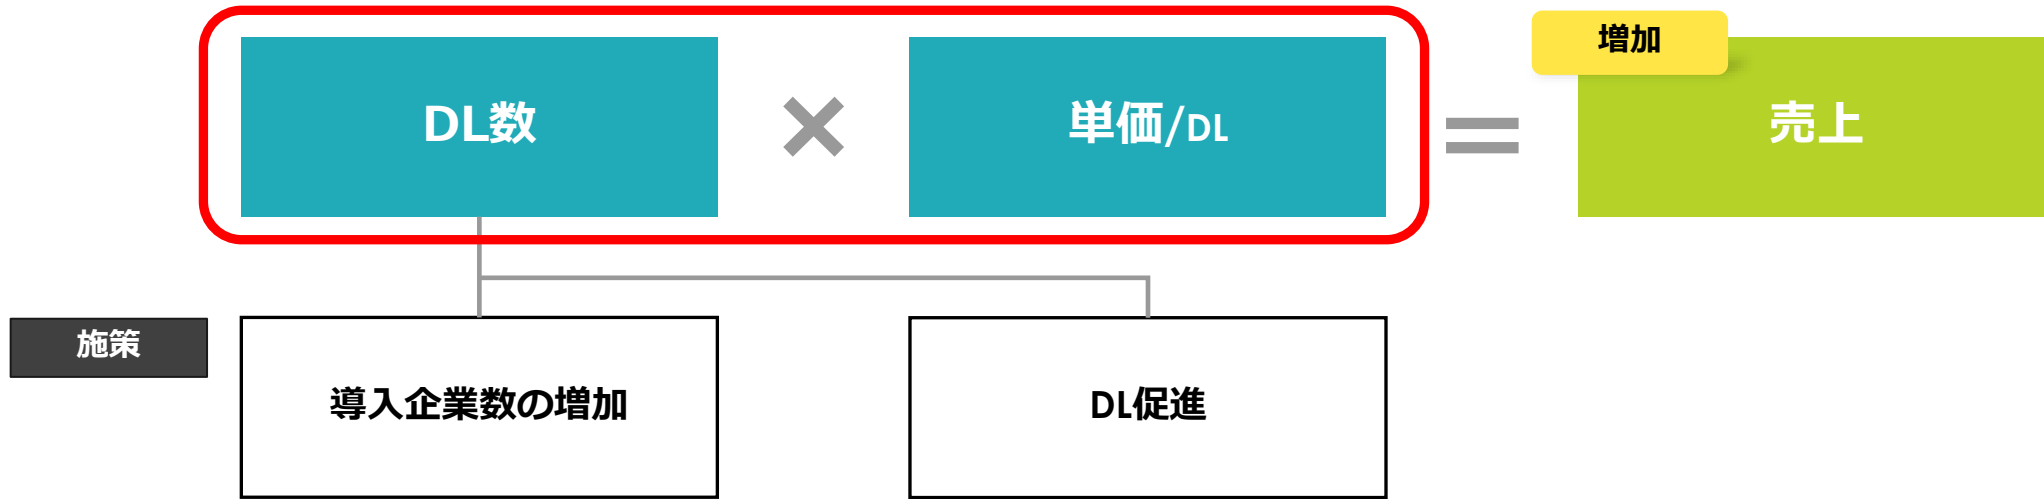 増加
DL数 × 単価/DL = 売上
施策
導入企業数の増加
DL促進